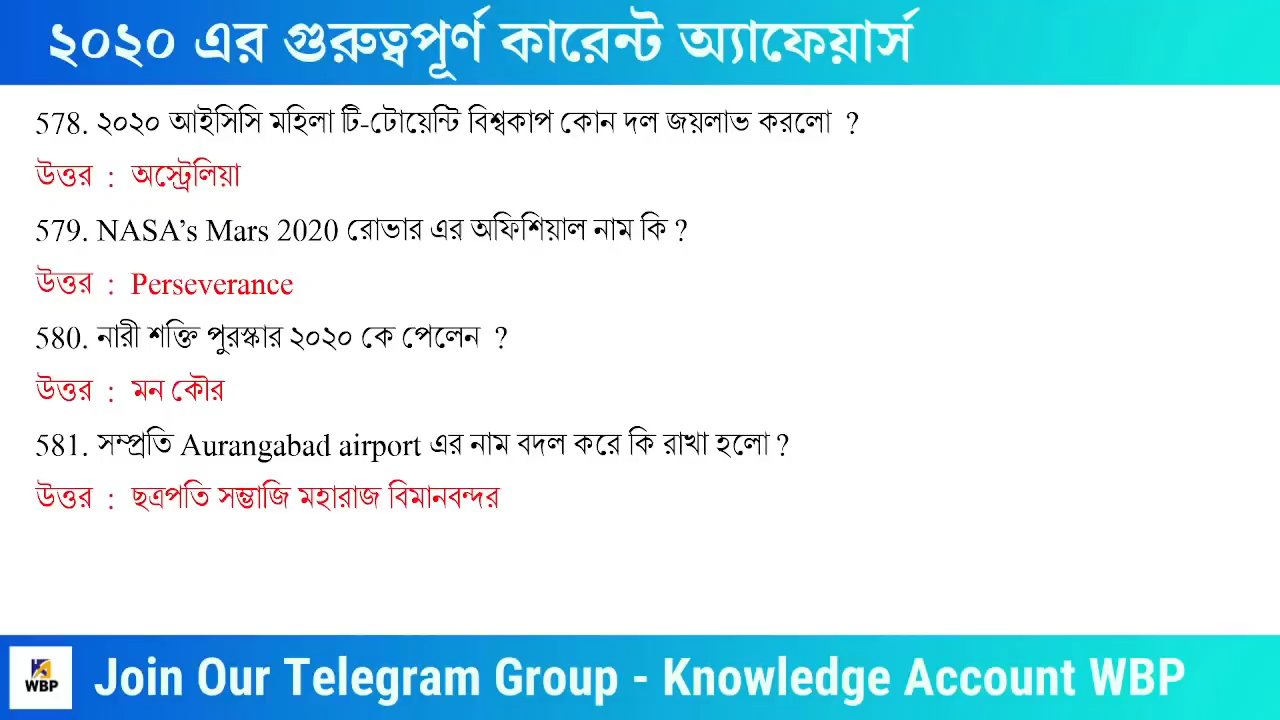 ২০২০ এর গুরুত্বপূর্ণ কারেন্ট অ্যাফেয়ার্স
578. ২০২০ আইসিসি মহিলা টি-টোয়েন্টি বিশ্বকাপ কোন দল জয়লাভ করলো ?
উত্তর : অস্ট্রেলিয়া
579. NASA’s Mars 2020 রোভার এর অফিশিয়াল নাম কি ?
উত্তর : Perseverance
580. নারী শক্তি পুরস্কার ২০২০ কে পেলেন ?
উত্তর : মন কৌর
581. সম্প্রতি Aurangabad airport এর নাম বদল করে কি রাখা হলো ?
উত্তর : ছত্রপতি সম্ভাজি মহারাজ বিমানবন্দর
WBP
Join Our Telegram Group - Knowledge Account WBP